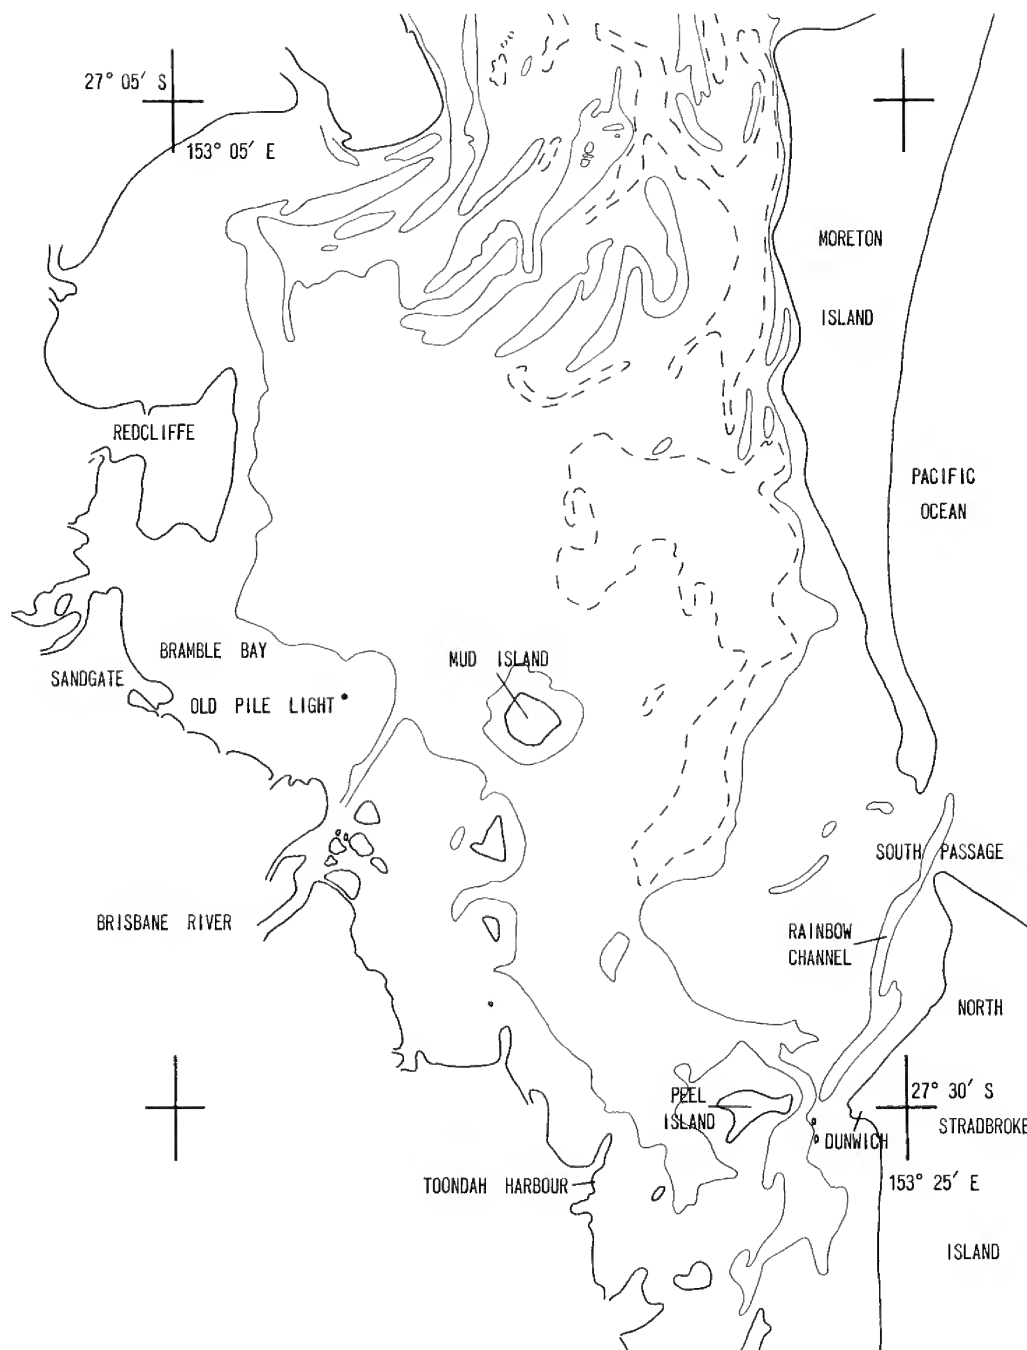 27° 05′ S
153° 05′ E
MORETON
ISLAND
REDCLIFFE
PACIFIC
OCEAN
BRAMBLE BAY
MUD ISLAND
SANDGATE
OLD PILE LIGHT
SOUTH PASSAGE
BRISBANE RIVER
RAINBOW
CHANNEL
NORTH
PEEL
ISLAND
27° 30′ S
STRADBROKE
DUNWICH
TOONDAH HARBOUR
153° 25′ E
ISLAND